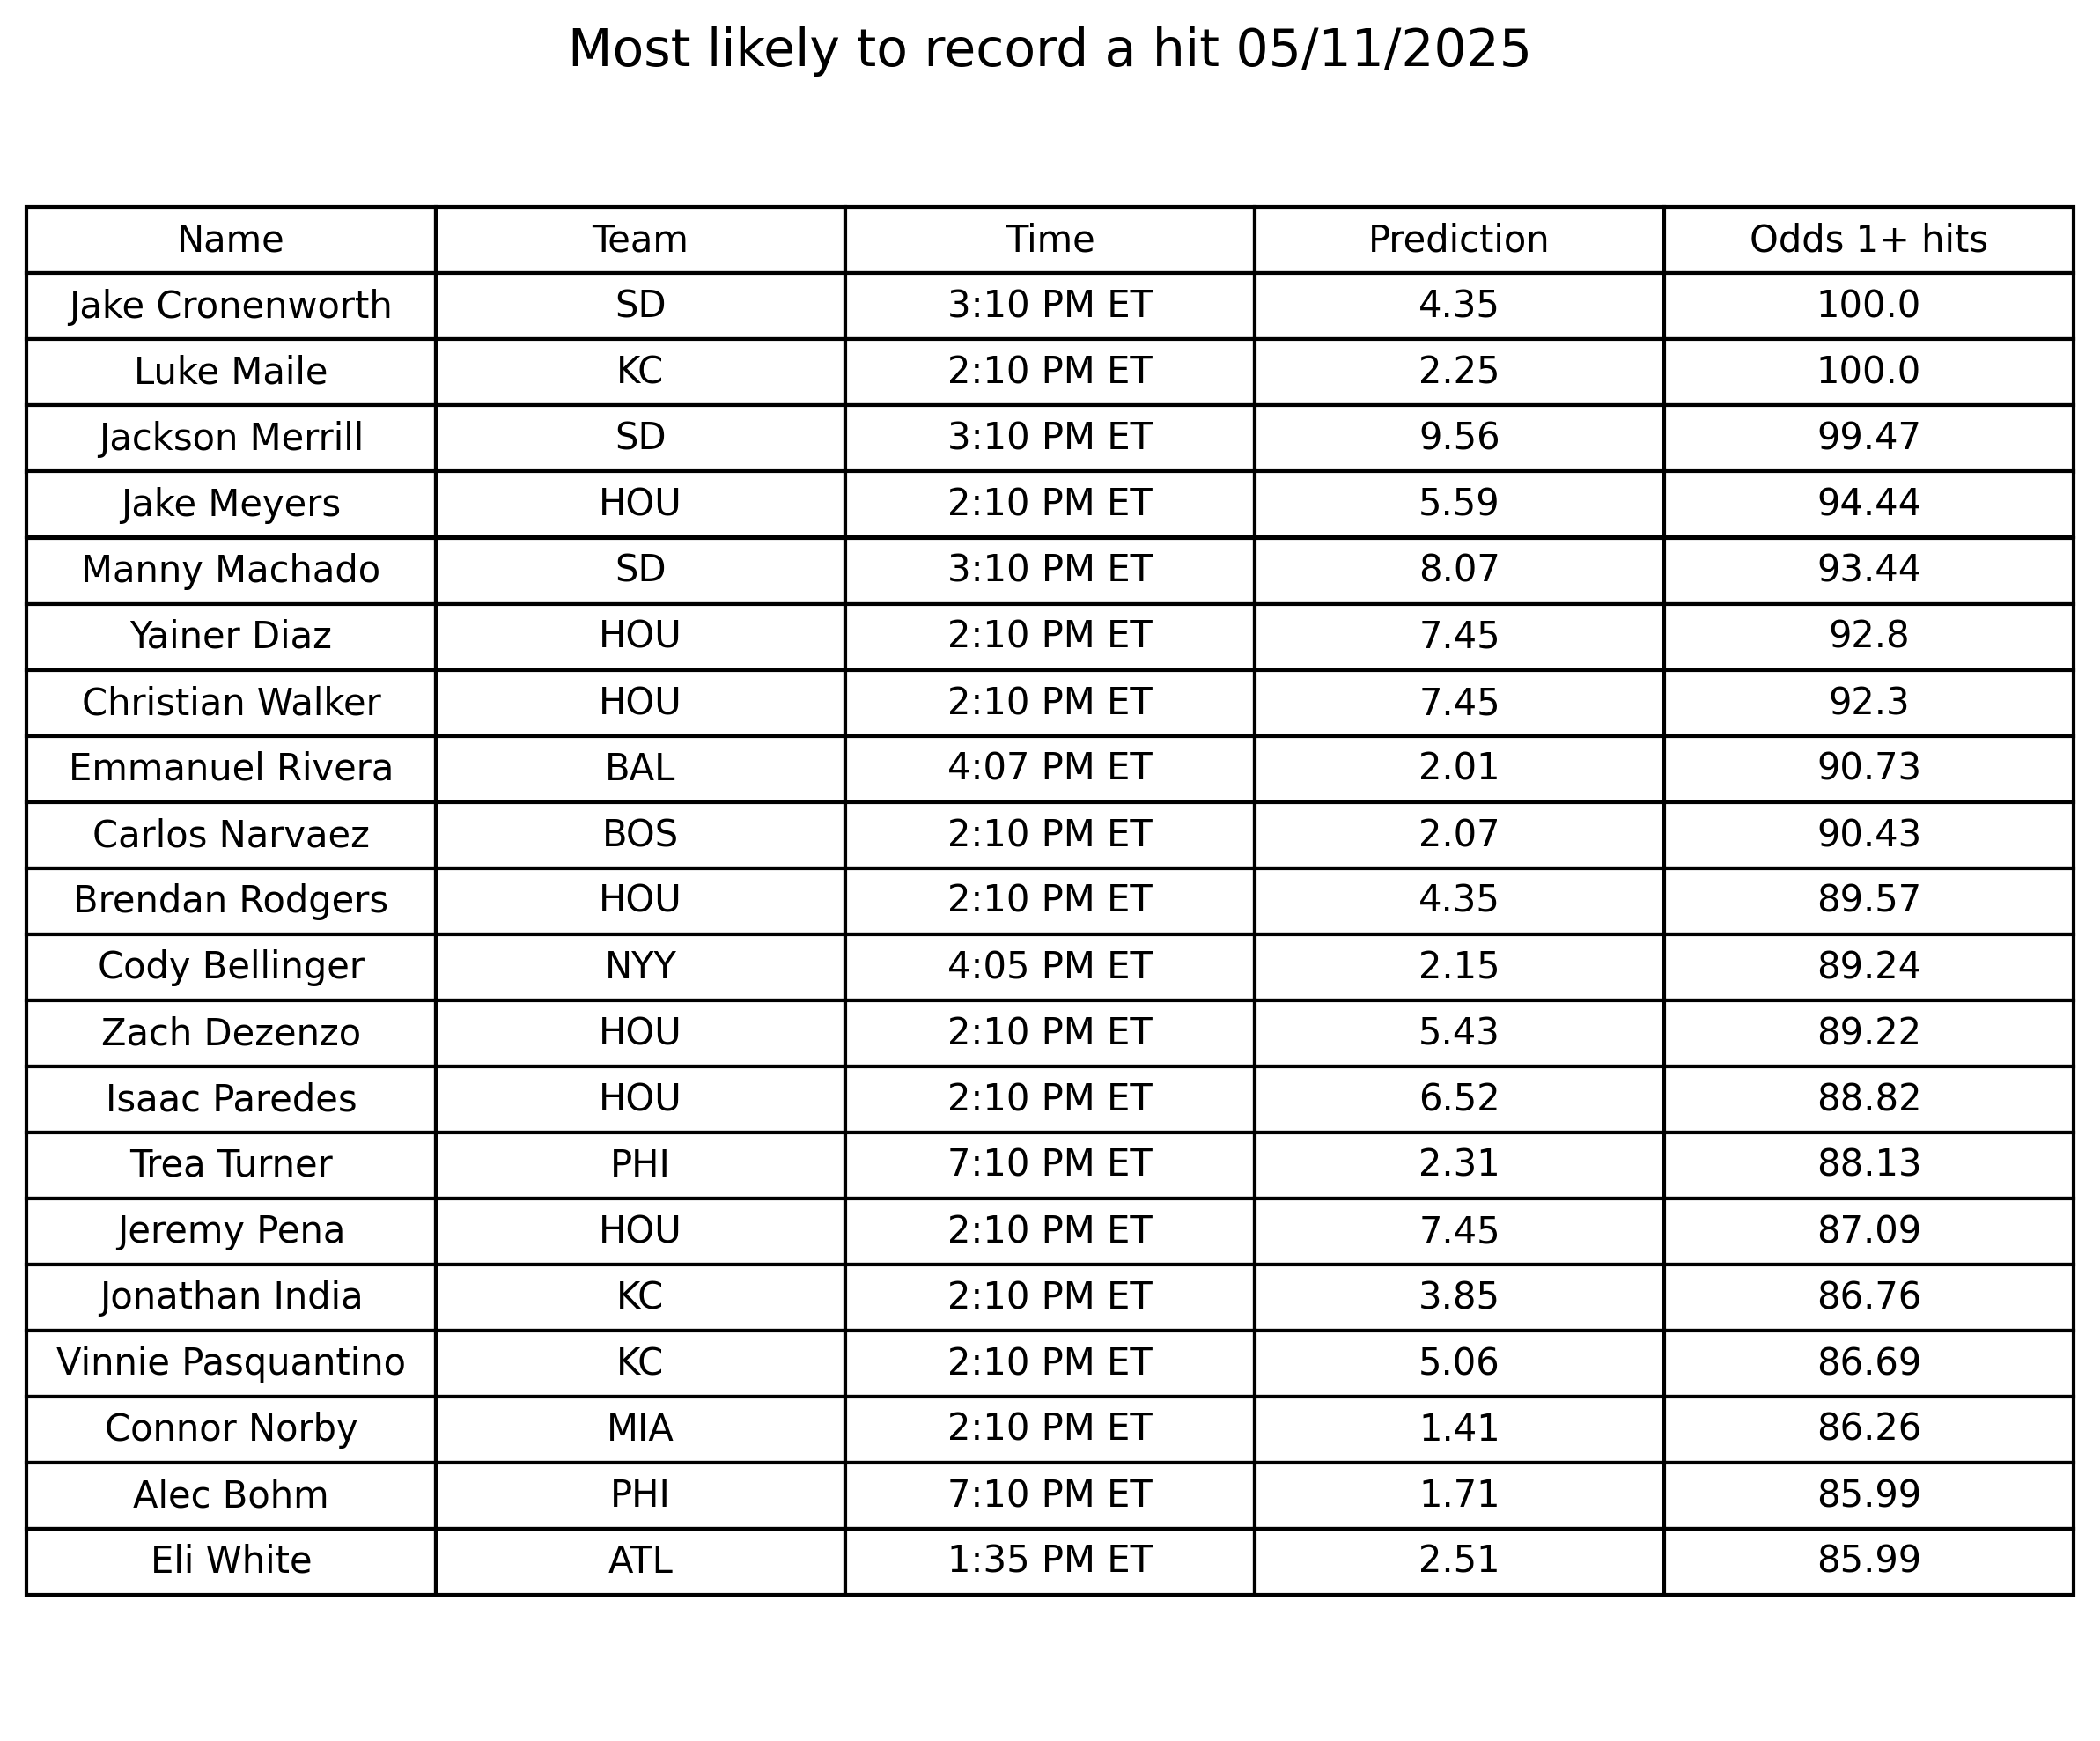 Most likely to record a hit 05/11/2025
Name Team Time Prediction Odds 1+ hits
Jake Cronenworth SD 3:10 PM ET 4.35 100.0
Luke Maile KC 2:10 PM ET 2.25 100.0
Jackson Merrill SD 3:10 PM ET 9.56 99.47
Jake Meyers HOU 2:10 PM ET 5.59 94.44
Manny Machado SD 3:10 PM ET 8.07 93.44
Yainer Diaz HOU 2:10 PM ET 7.45 92.8
Christian Walker HOU 2:10 PM ET 7.45 92.3
Emmanuel Rivera BAL 4:07 PM ET 2.01 90.73
Carlos Narvaez BOS 2:10 PM ET 2.07 90.43
Brendan Rodgers HOU 2:10 PM ET 4.35 89.57
Cody Bellinger NYY 4:05 PM ET 2.15 89.24
Zach Dezenzo HOU 2:10 PM ET 5.43 89.22
Isaac Paredes HOU 2:10 PM ET 6.52 88.82
Trea Turner PHI 7:10 PM ET 2.31 88.13
Jeremy Pena HOU 2:10 PM ET 7.45 87.09
Jonathan India KC 2:10 PM ET 3.85 86.76
Vinnie Pasquantino KC 2:10 PM ET 5.06 86.69
Connor Norby MIA 2:10 PM ET 1.41 86.26
Alec Bohm PHI 7:10 PM ET 1.71 85.99
Eli White ATL 1:35 PM ET 2.51 85.99